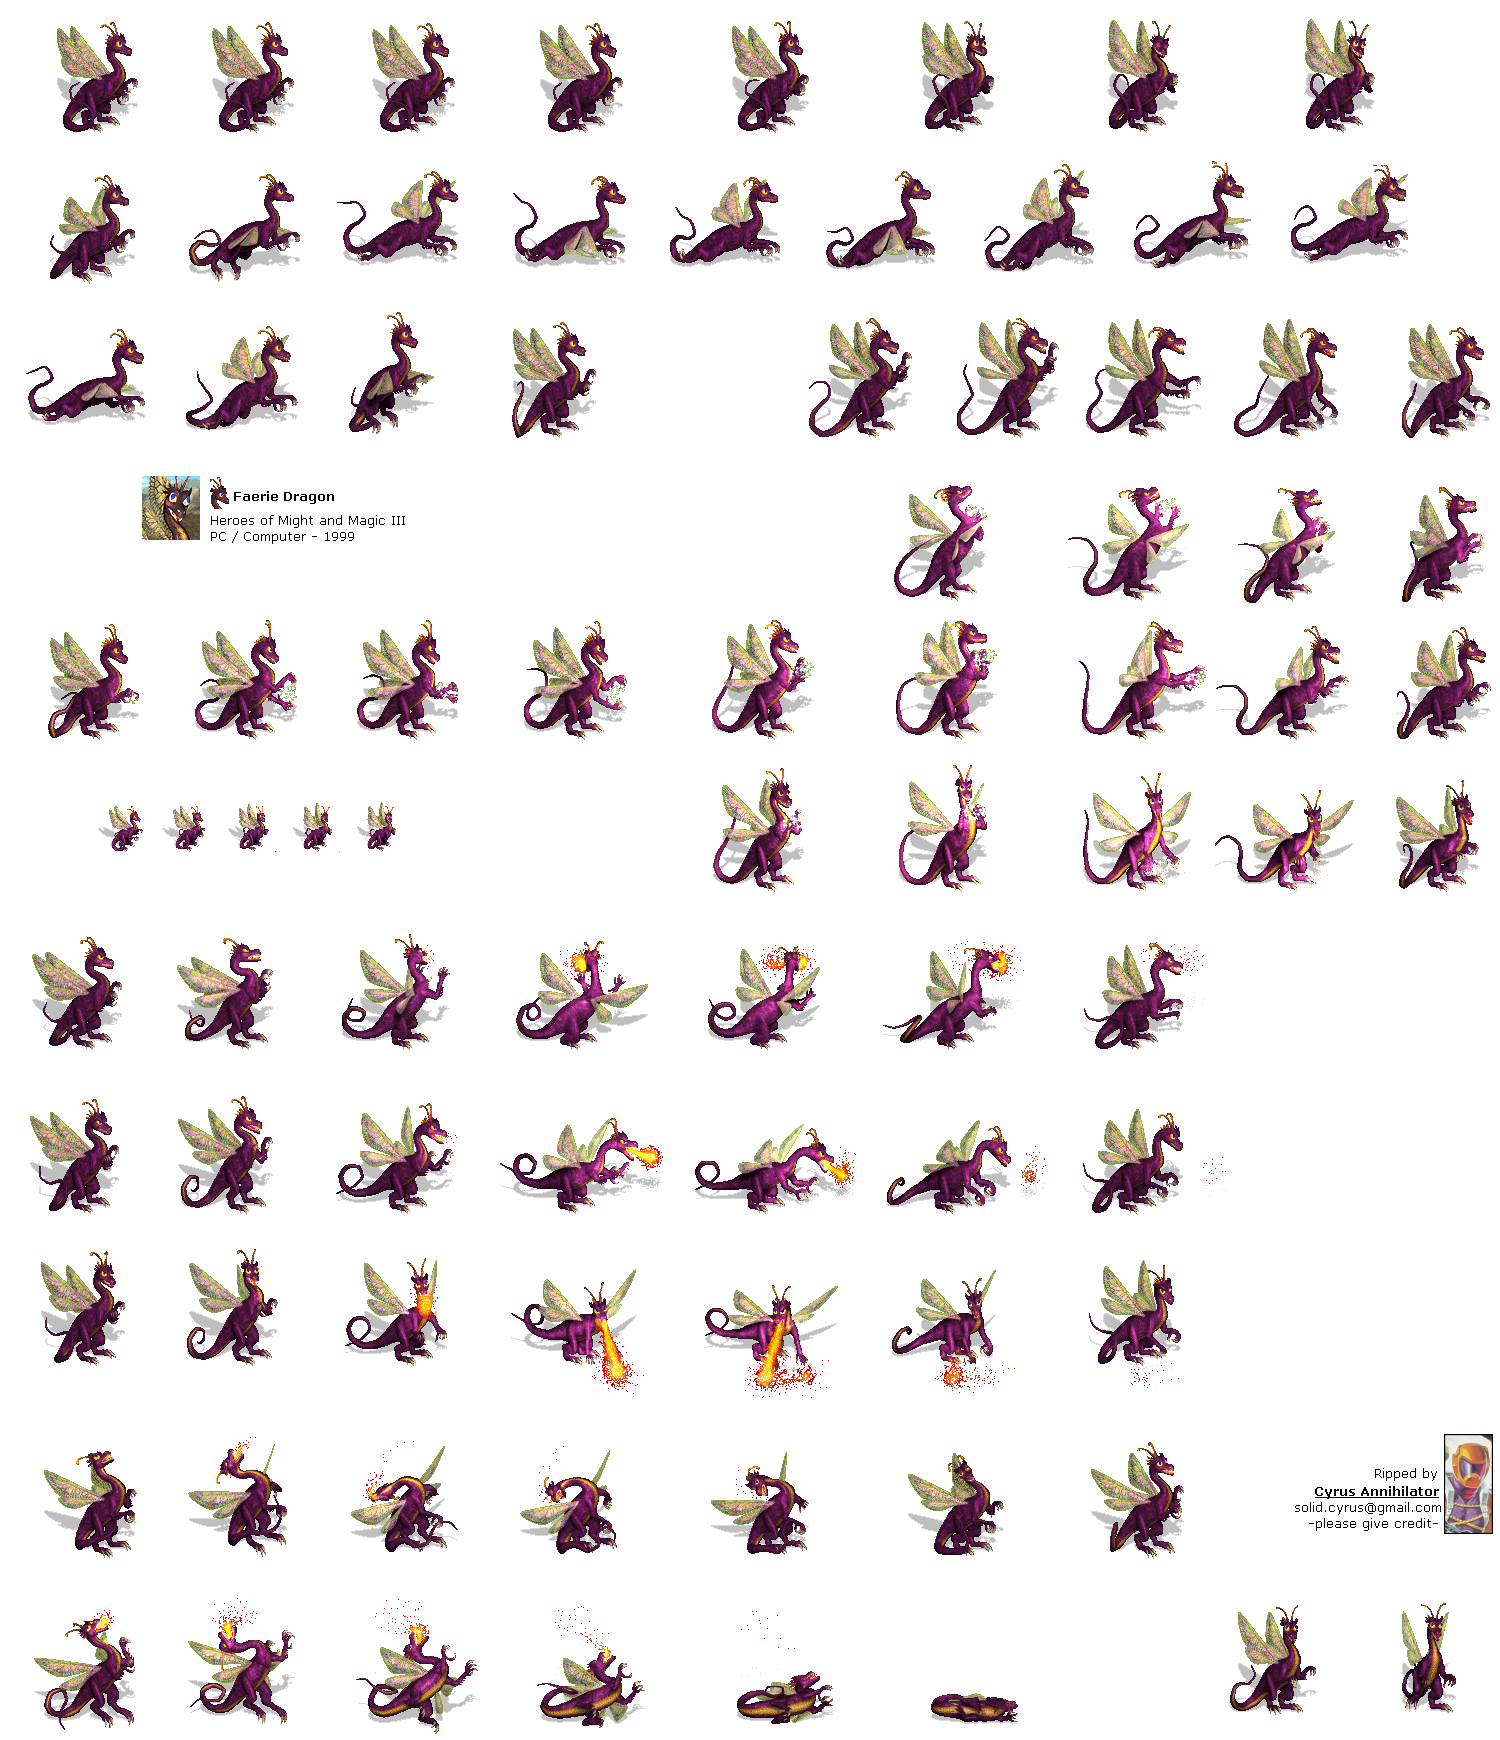 Faerie Dragon
Heroes of Might and Magic III
PC / Computer - 1999
Ripped by
Cyrus Annihilator
solid.cyrus@gmail.com
-please give credit-